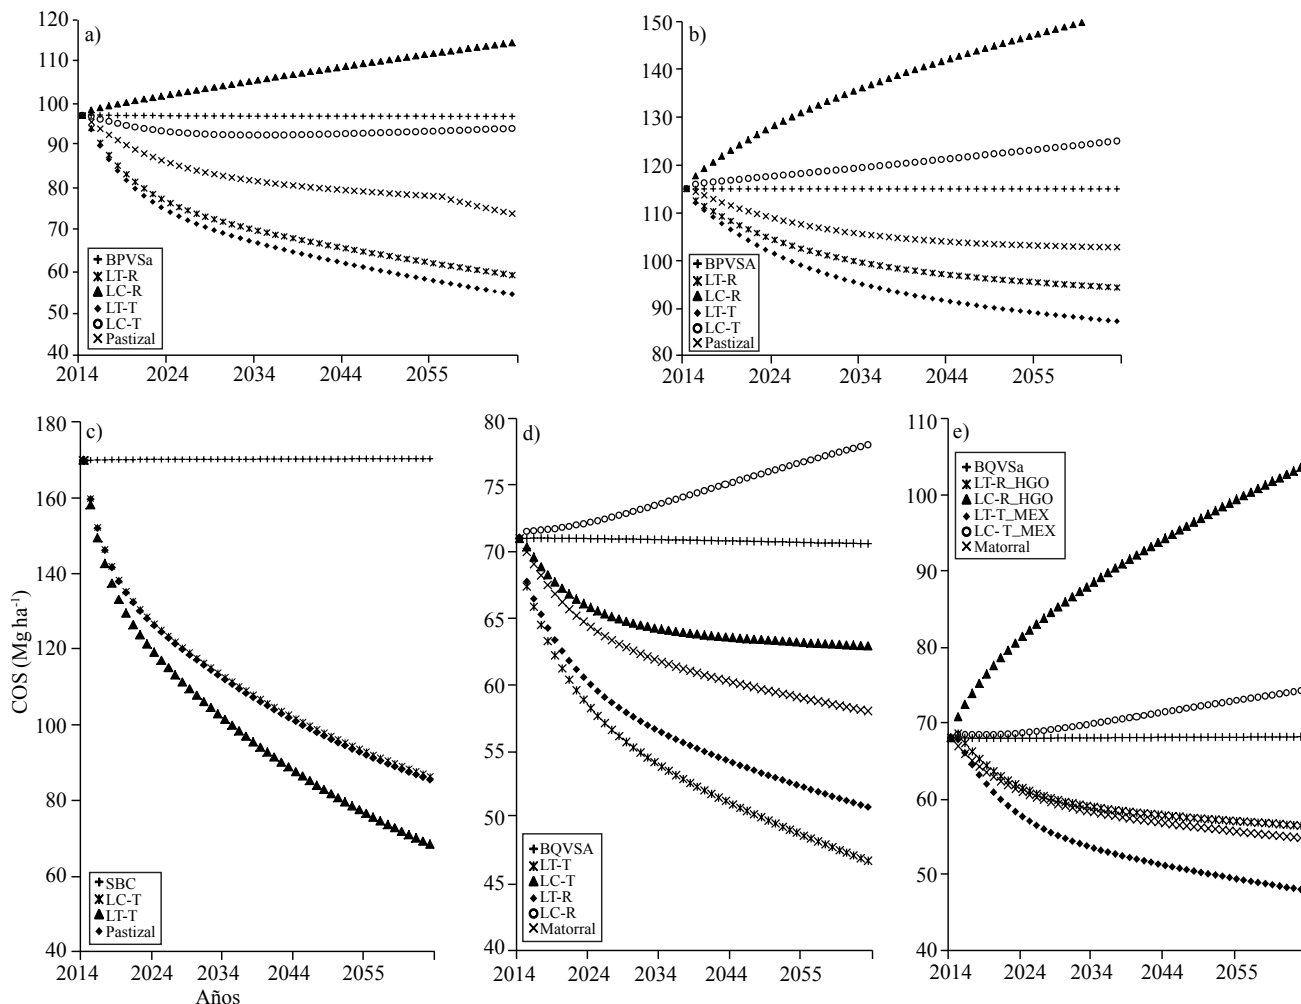 120
110
100
90
80
70
60
50
40
a)
+ BPVSa
LT-R
▲ LC-R
◆ LT-T
○ LC-T
× Pastizal
2014 2024 2034 2044 2055
150
140
130
120
110
100
90
80
b)
+ BPVSA
LT-R
▲ LC-R
◆ LT-T
○ LC-T
× Pastizal
2014 2024 2034 2044 2055
COS (Mg ha⁻¹)
180
160
140
120
100
80
60
40
c)
+ SBC
LC-T
▲ LT-T
◆ Pastizal
2014 2024 2034 2044 2055
Años
80
75
70
65
60
55
50
45
40
d)
+ BQVSA
LT-T
▲ LC-T
◆ LT-R
○ LC-R
× Matorral
2014 2024 2034 2044 2055
110
100
90
80
70
60
50
40
e)
+ BQVSa
LT-R_HGO
▲ LC-R_HGO
◆ LT-T_MEX
○ LC- T_MEX
× Matorral
2014 2024 2034 2044 2055